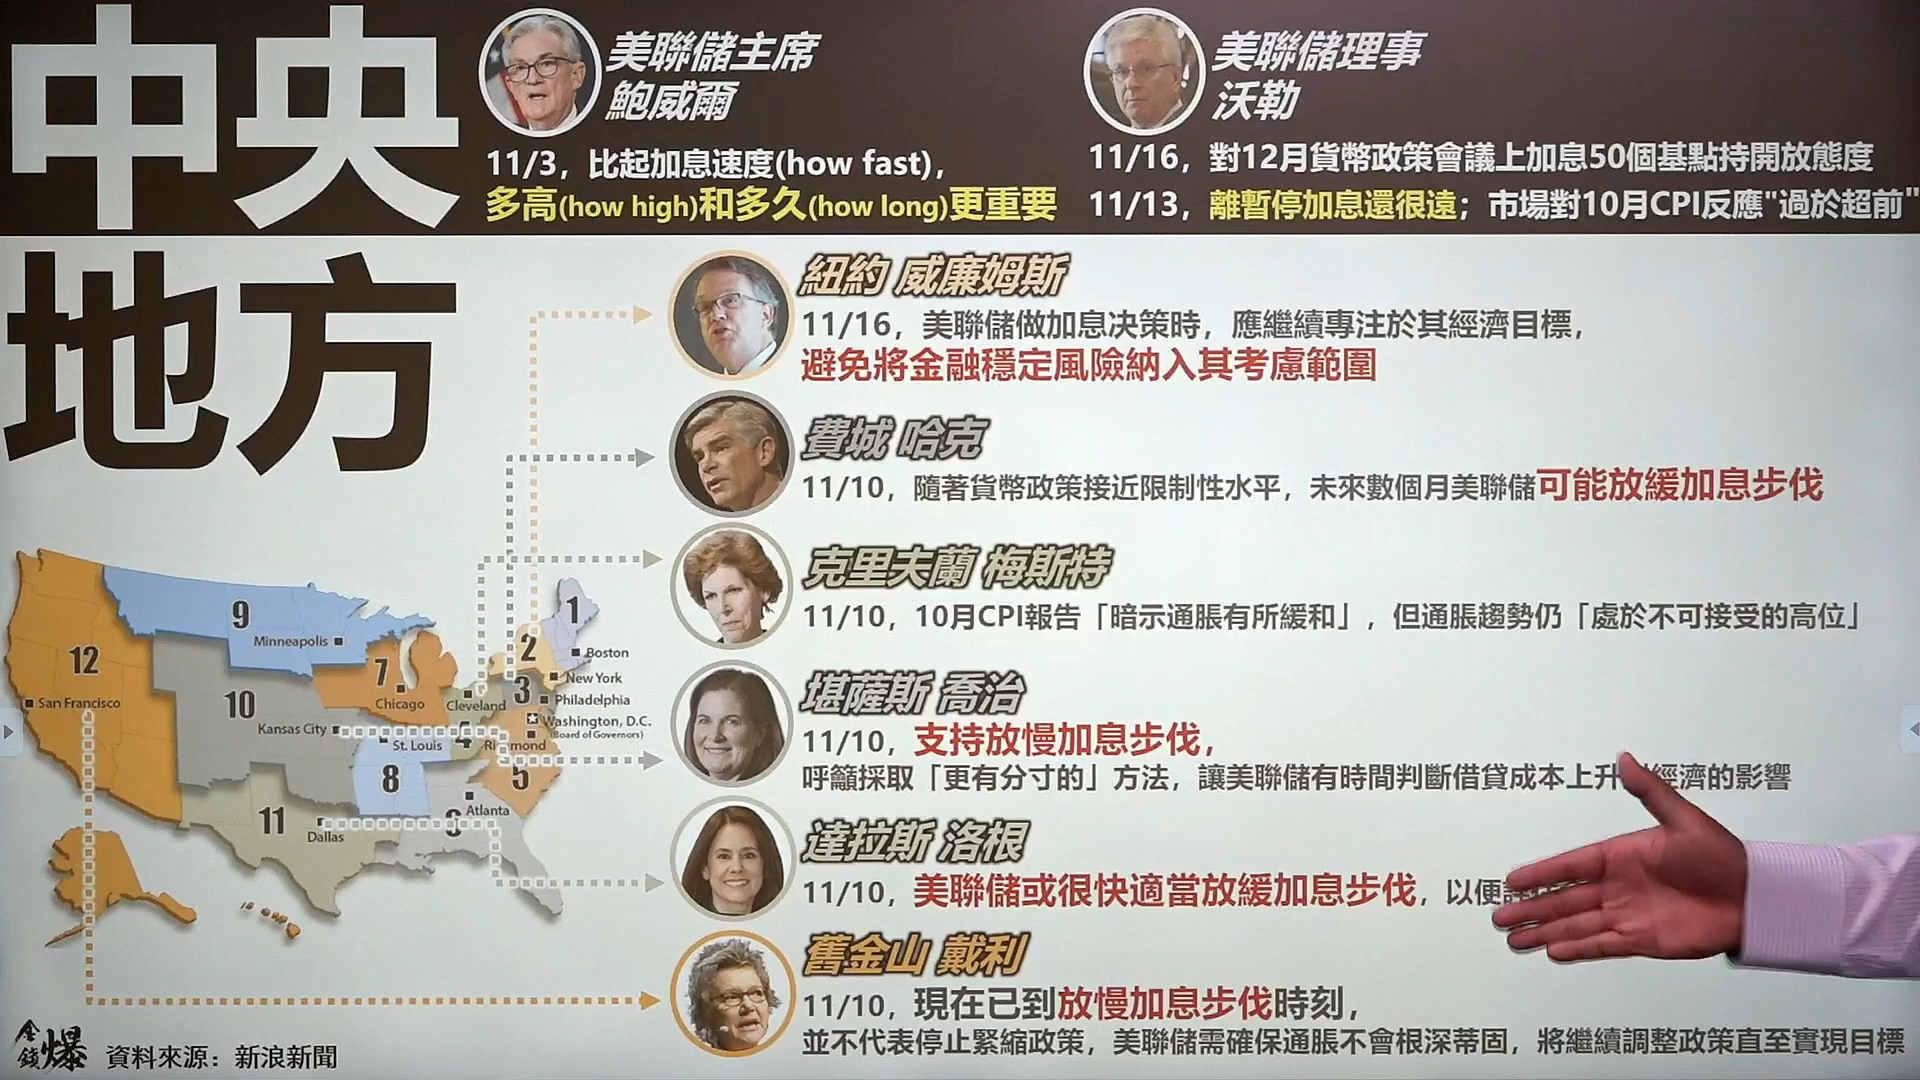 中央
美聯儲主席
鮑威爾
11/3，比起加息速度(how fast)，
多高(how high)和多久(how long)更重要
美聯儲理事
沃勒
11/16，對12月貨幣政策會議上加息50個基點持開放態度
11/13，離暫停加息還很遠；市場對10月CPI反應"過於超前"
地方
紐約 威廉姆斯
11/16，美聯儲做加息決策時，應繼續專注於其經濟目標，
避免將金融穩定風險納入其考慮範圍
費城 哈克
11/10，隨著貨幣政策接近限制性水平，未來數個月美聯儲可能放緩加息步伐
克里夫蘭 梅斯特
11/10，10月CPI報告「暗示通脹有所緩和」，但通脹趨勢仍「處於不可接受的高位」
堪薩斯 喬治
11/10，支持放慢加息步伐，
呼籲採取「更有分寸的」方法，讓美聯儲有時間判斷借貸成本上升 經濟的影響
達拉斯 洛根
11/10，美聯儲或很快適當放緩加息步伐，以便
舊金山 戴利
11/10，現在已到放慢加息步伐時刻，
並不代表停止緊縮政策，美聯儲需確保通脹不會根深蒂固，將繼續調整政策直至實現目標
1
Boston
2
New York
3
Philadelphia
Washington, D.C.
(Board of Governors)
4
Cleveland
5
Richmond
6
Atlanta
7
Chicago
8
St. Louis
9
Minneapolis
10
Kansas City
11
Dallas
12
San Francisco
金錢爆
資料來源：新浪新聞